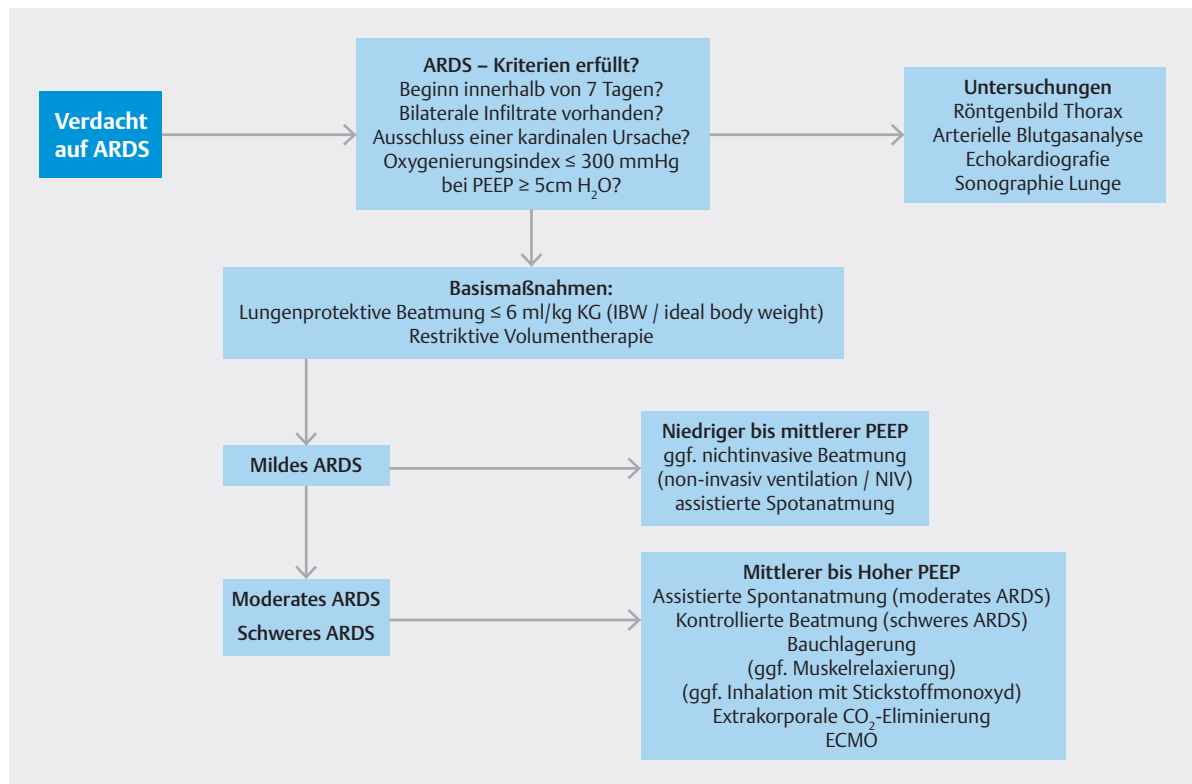 Verdacht
auf ARDS
ARDS – Kriterien erfüllt?
Beginn innerhalb von 7 Tagen?
Bilaterale Infiltrate vorhanden?
Ausschluss einer kardinalen Ursache?
Oxygenierungsindex ≤ 300 mmHg
bei PEEP ≥ 5cm H₂O?
Untersuchungen
Röntgenbild Thorax
Arterielle Blutgasanalyse
Echokardiografie
Sonographie Lunge
Basismaßnahmen:
Lungenprotektive Beatmung ≤ 6 ml/kg KG (IBW / ideal body weight)
Restriktive Volumentherapie
Mildes ARDS
Niedriger bis mittlerer PEEP
ggf. nichtinvasive Beatmung
(non-invasiv ventilation / NIV)
assistierte Spotanatmung
Moderates ARDS
Schweres ARDS
Mittlerer bis Hoher PEEP
Assistierte Spontanatmung (moderates ARDS)
Kontrollierte Beatmung (schweres ARDS)
Bauchlagerung
(ggf. Muskelrelaxierung)
(ggf. Inhalation mit Stickstoffmonoxyd)
Extrakorporale CO₂-Eliminierung
ECMO